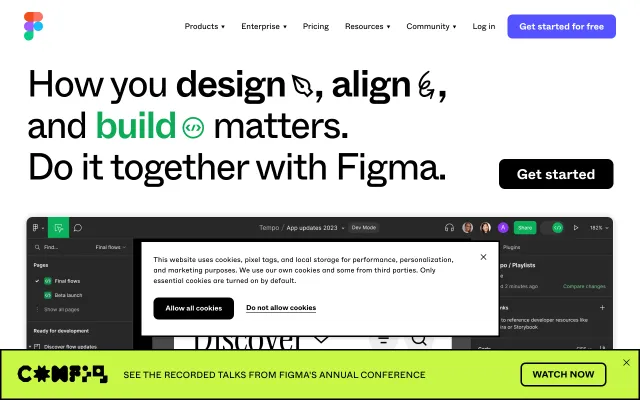 Products ▾ Enterprise ▾ Pricing Resources ▾ Community ▾ Log in Get started for free
How you design, align,
and build matters.
Do it together with Figma.
Get started
Tempo / App updates 2023 Dev Mode
A
Share
182%
Find...
Final flows
Plugins
Pages
Final flows
Beta launch
Show all pages
Ready for development
Discover flow updates
This website uses cookies, pixel tags, and local storage for performance, personalization,
and marketing purposes. We use our own cookies and some from third parties. Only
essential cookies are turned on by default.
Allow all cookies Do not allow cookies
/ Playlists
2 minutes ago Compare changes
to reference developer resources like
or Storybook.
Discover
CONFIG SEE THE RECORDED TALKS FROM FIGMA'S ANNUAL CONFERENCE WATCH NOW